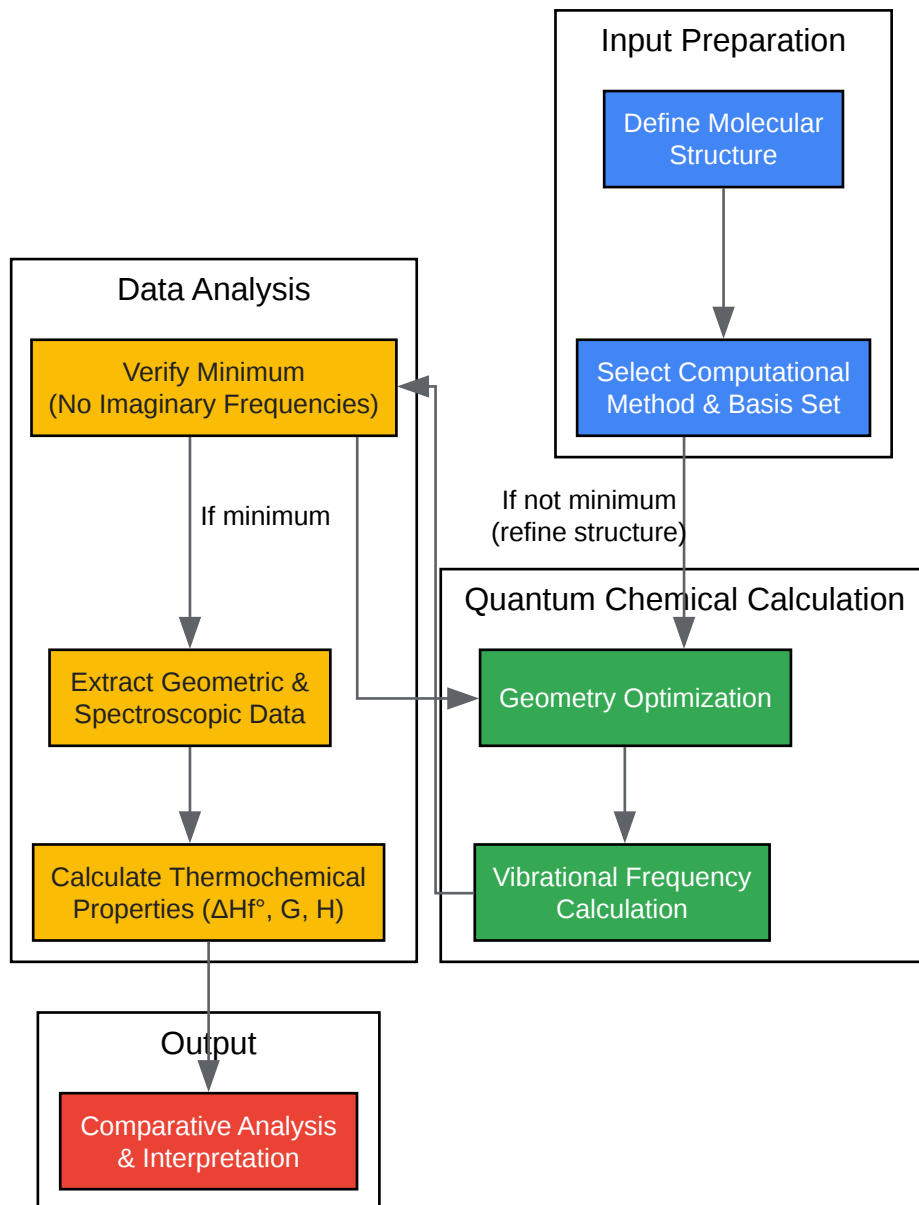 Input Preparation
Define Molecular
Structure
Select Computational
Method & Basis Set
Data Analysis
Verify Minimum
(No Imaginary Frequencies)
If minimum
If not minimum
(refine structure)
Quantum Chemical Calculation
Geometry Optimization
Vibrational Frequency
Calculation
Extract Geometric &
Spectroscopic Data
Calculate Thermochemical
Properties (ΔHf°, G, H)
Output
Comparative Analysis
& Interpretation